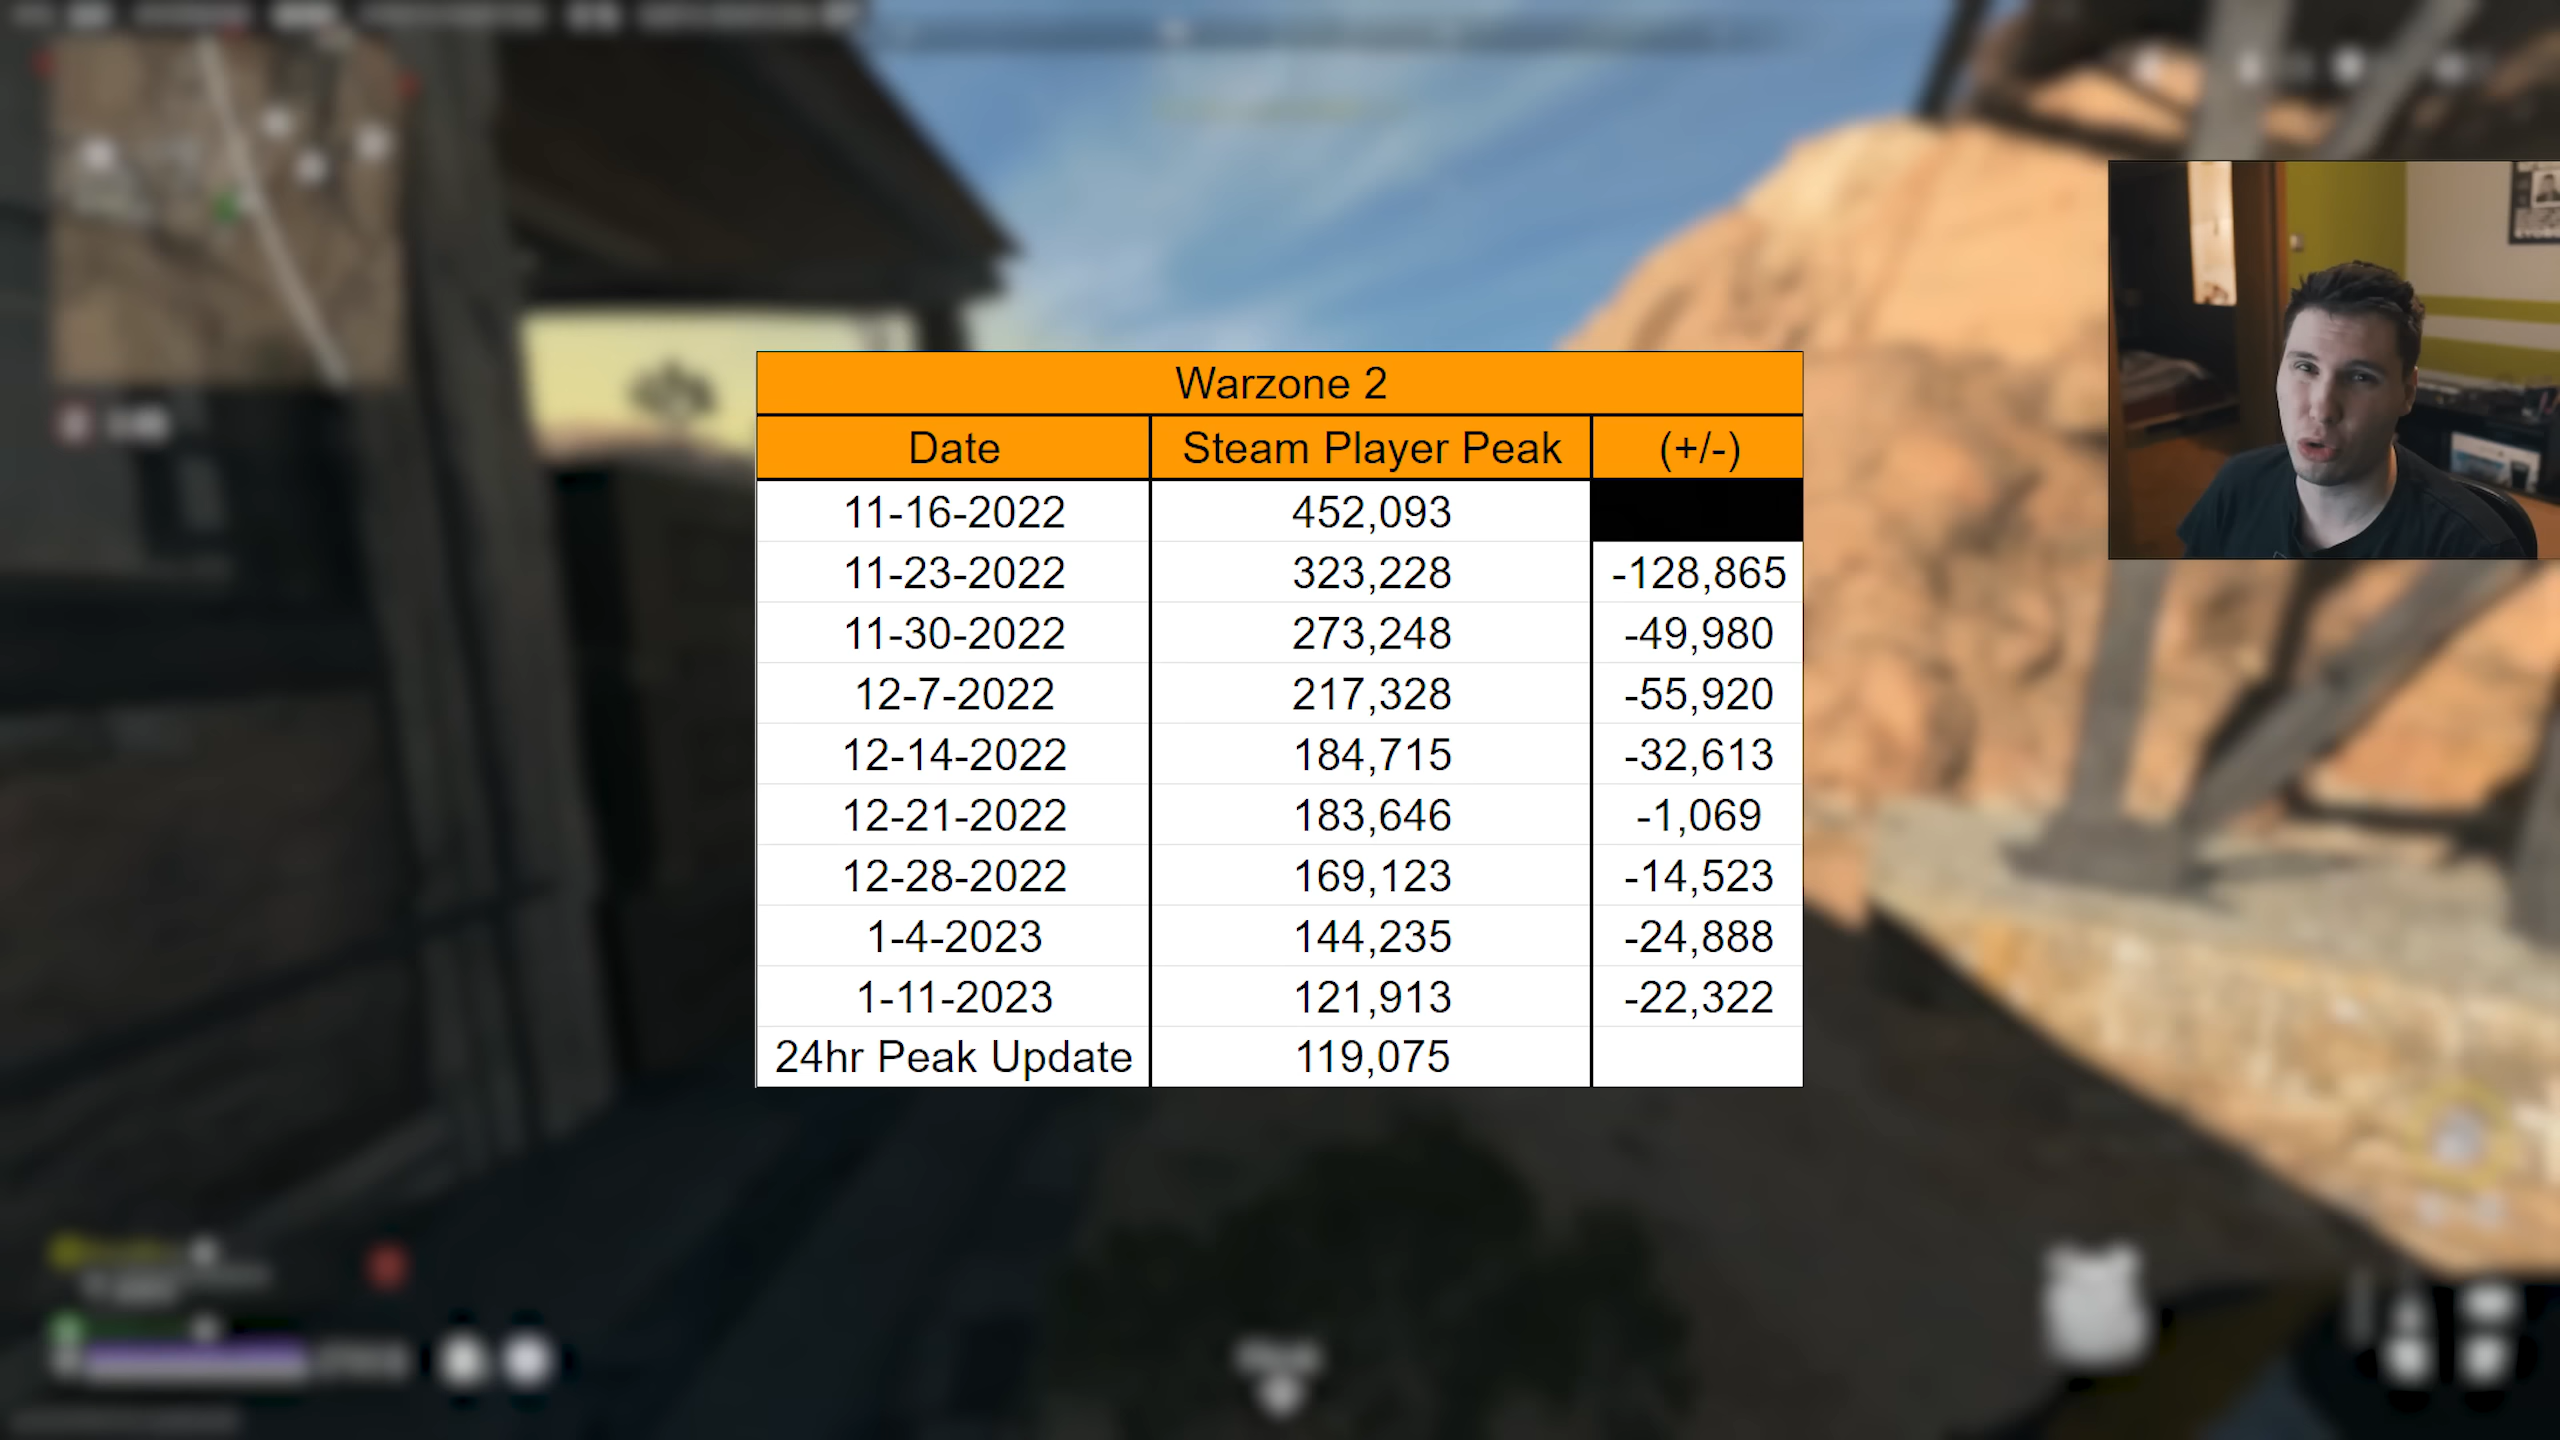 Warzone 2
Date Steam Player Peak (+/-)
11-16-2022 452,093
11-23-2022 323,228 -128,865
11-30-2022 273,248 -49,980
12-7-2022 217,328 -55,920
12-14-2022 184,715 -32,613
12-21-2022 183,646 -1,069
12-28-2022 169,123 -14,523
1-4-2023 144,235 -24,888
1-11-2023 121,913 -22,322
24hr Peak Update 119,075